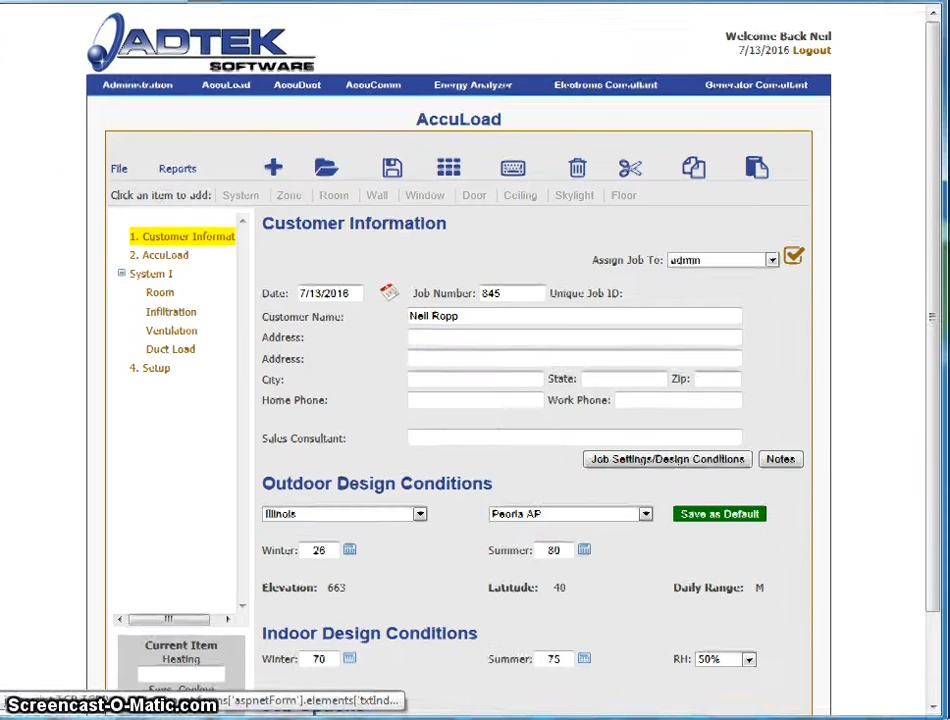 ADTEK
SOFTWARE
Welcome Back Neil
7/13/2016 Logout
Administration AccuLoad AccuDuct AccuComm Energy Analyzer Electronic Consultant Generator Consultant
AccuLoad
File Reports
Click an item to add: System Zone Room Wall Window Door Ceiling Skylight Floor
1. Customer Informat
2. AccuLoad
System 1
Room
Infiltration
Ventilation
Duct Load
4. Setup
Customer Information
Assign Job To: admin
Date: 7/13/2016 Job Number: 845 Unique Job ID:
Customer Name: Neil Ropp
Address:
Address:
City: State: Zip:
Home Phone: Work Phone:
Sales Consultant:
Job Settings/Design Conditions Notes
Outdoor Design Conditions
Illinois Peoria AP Save as Default
Winter: 26 Summer: 80
Elevation: 663 Latitude: 40 Daily Range: M
Indoor Design Conditions
Winter: 70 Summer: 75 RH: 50%
Current Item
Heating
forms['aspnetForm'].elements['txtInd...
Screencast-O-Matic.com